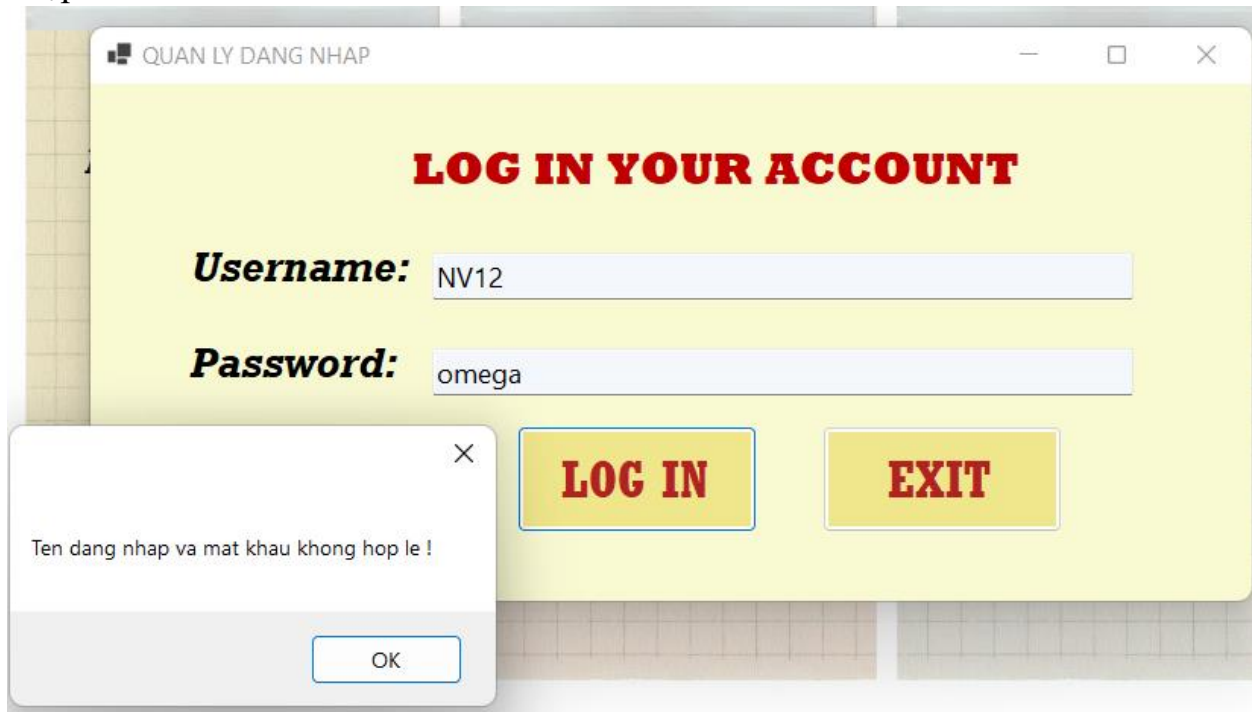 QUAN LY DANG NHAP
LOG IN YOUR ACCOUNT
Username: NV12
Password: omega
LOG IN EXIT
Ten dang nhap va mat khau khong hop le !
OK